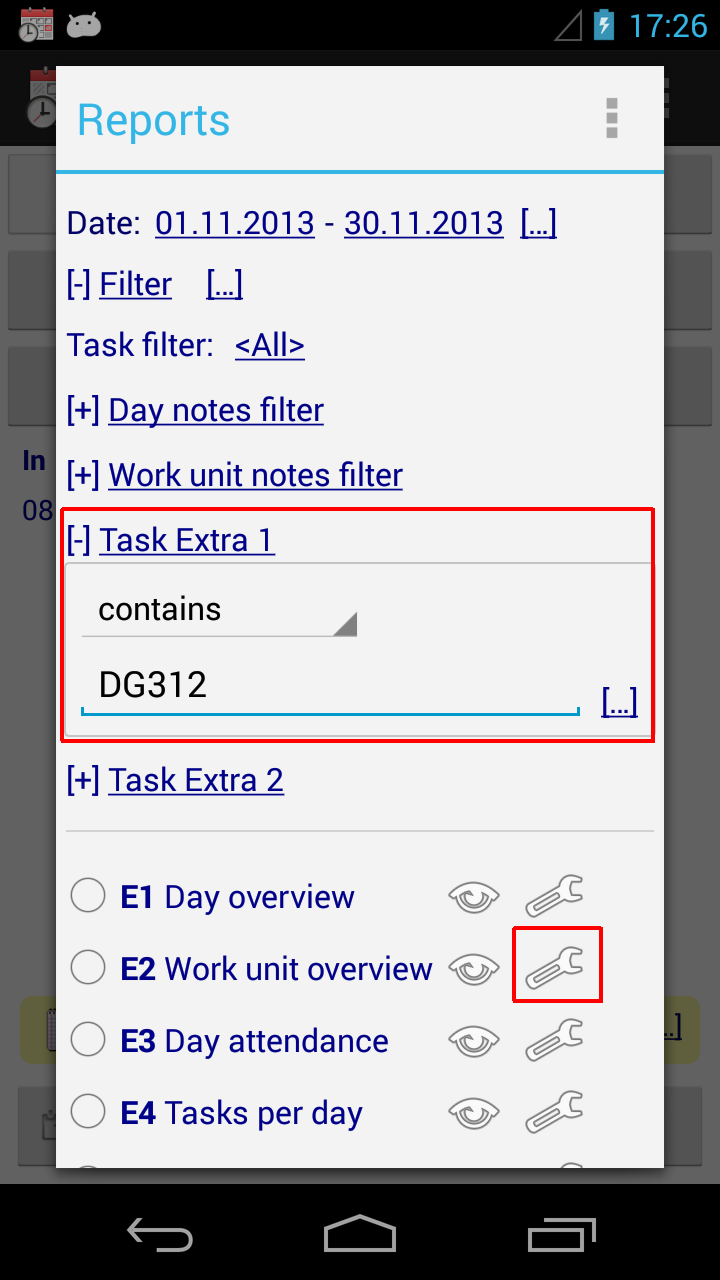 17:26
Reports
Date: 01.11.2013 - 30.11.2013 [...]
[-] Filter [...]
Task filter: <All>
[+] Day notes filter
[+] Work unit notes filter
In
08
[-] Task Extra 1
contains
DG312 [...]
[+] Task Extra 2
E1 Day overview
E2 Work unit overview
E3 Day attendance
..]
E4 Tasks per day